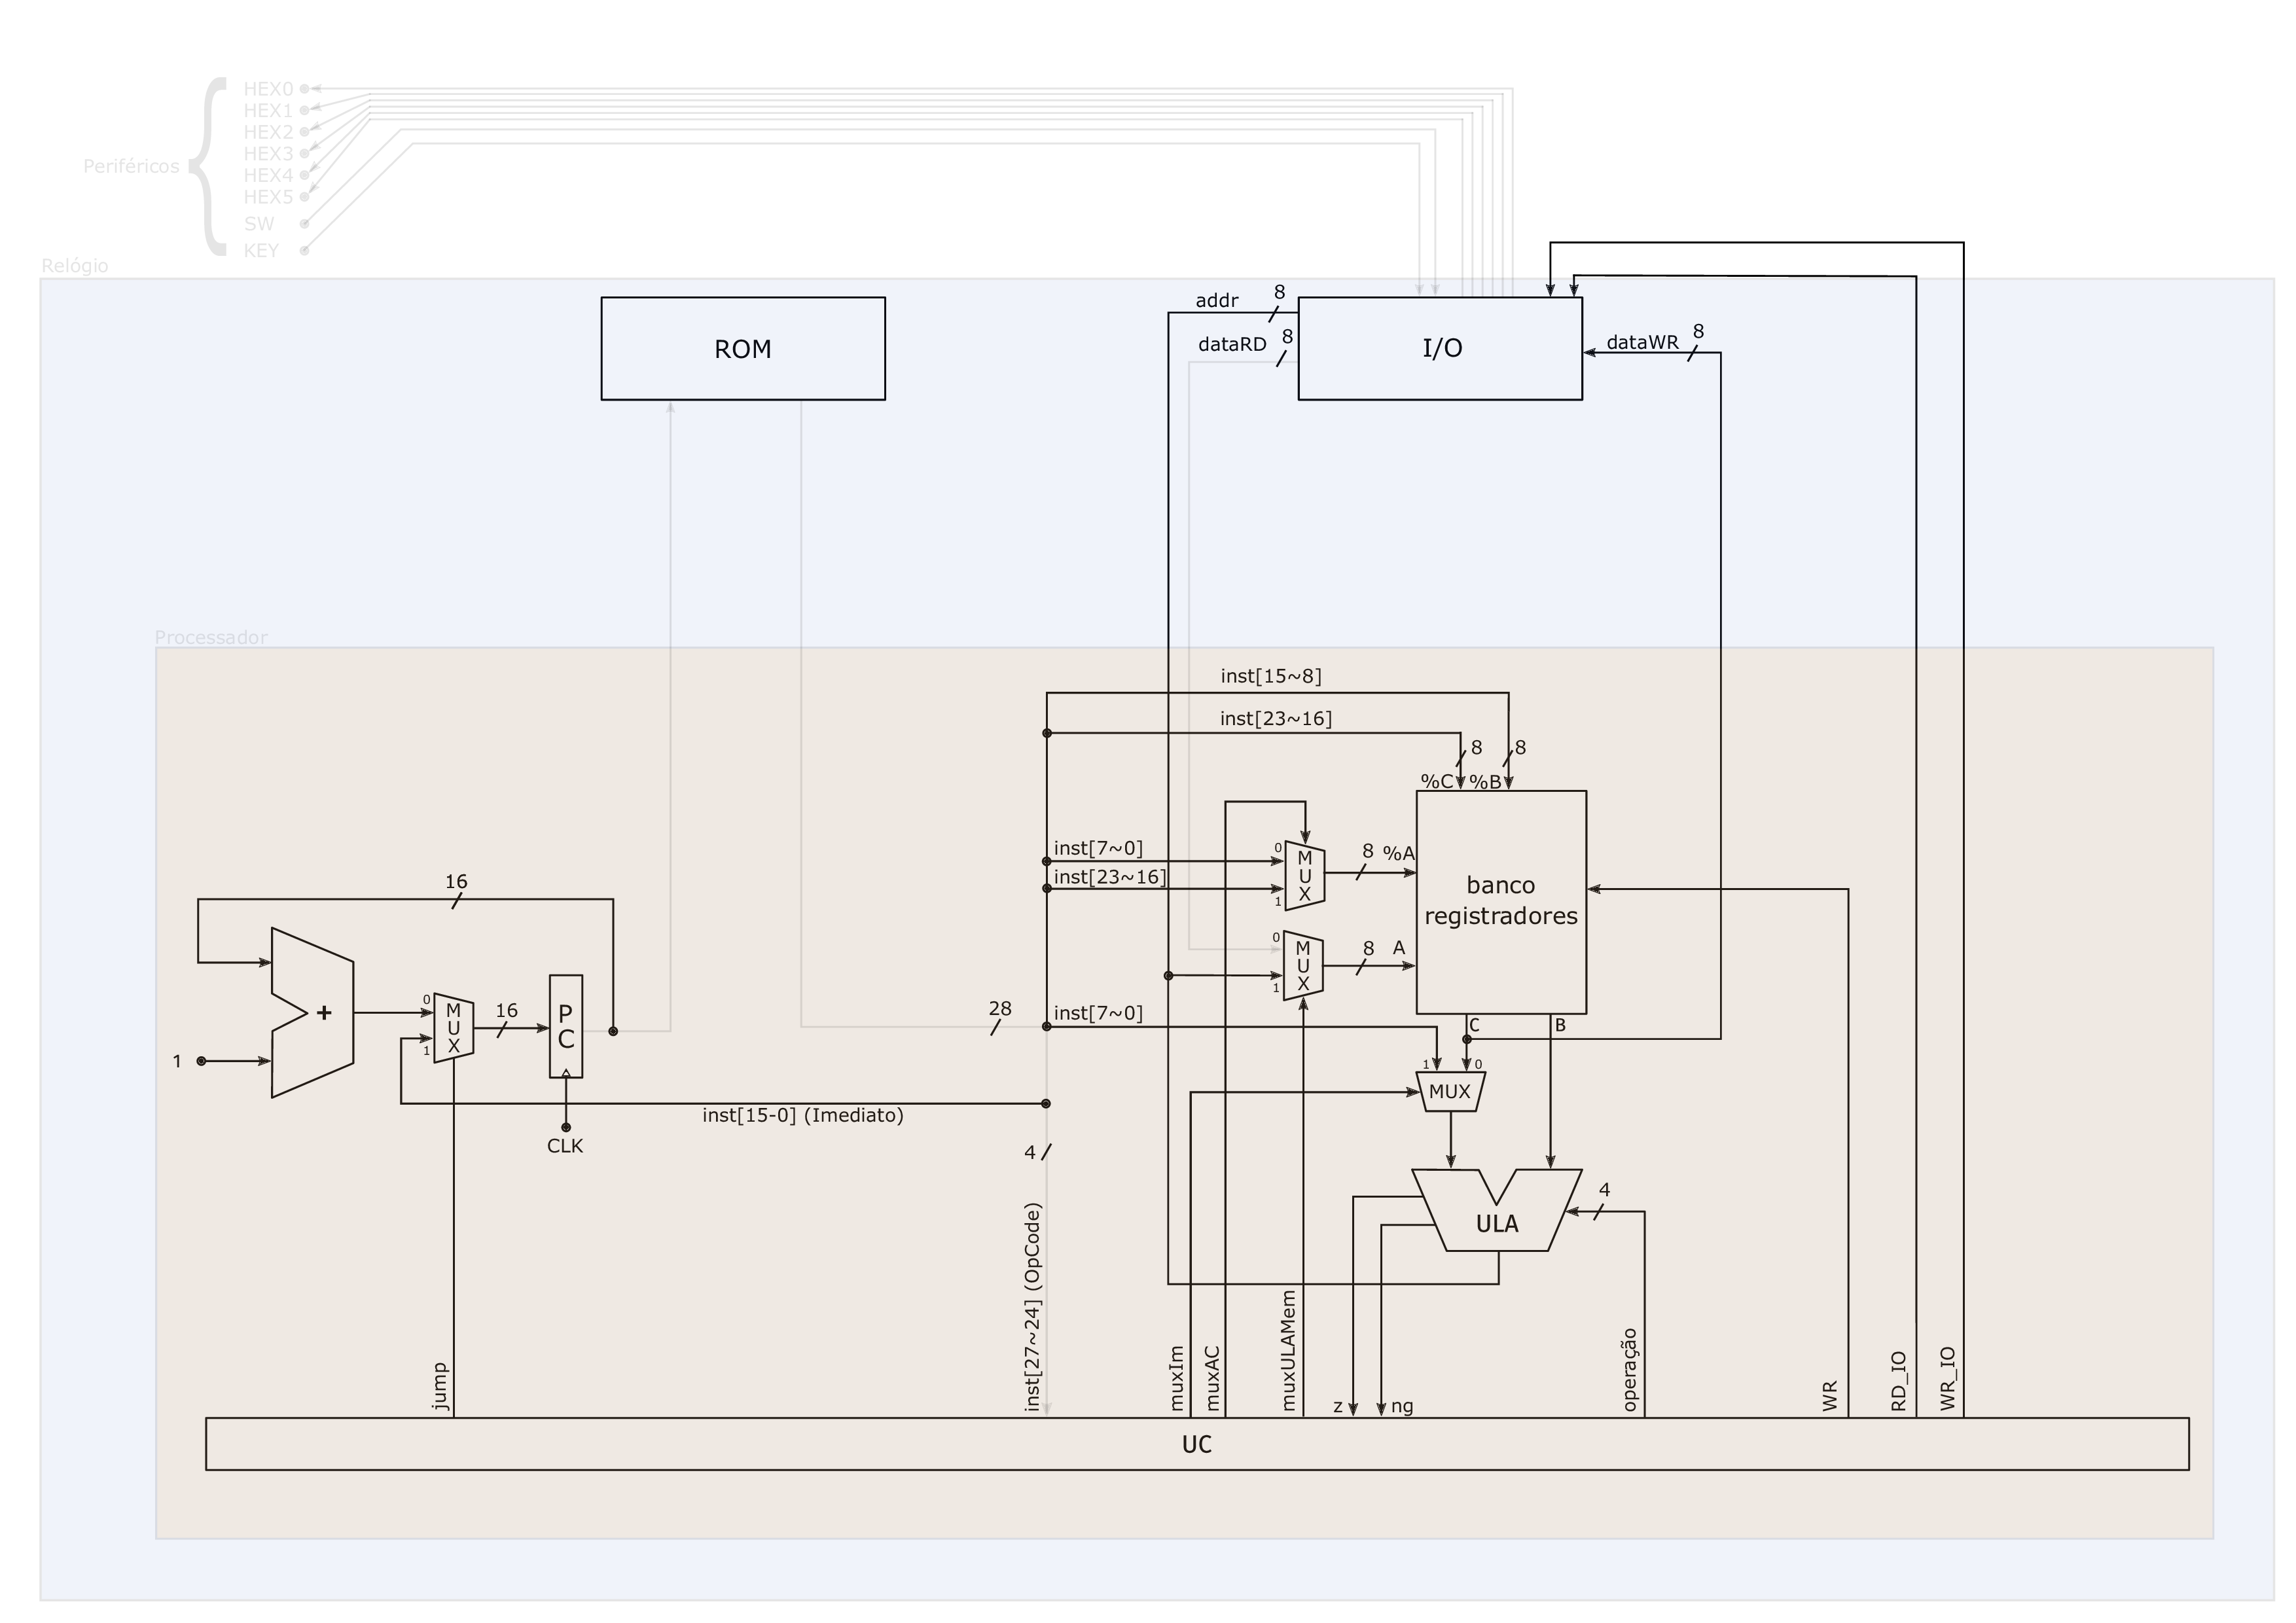 HEX0
HEX1
HEX2
HEX3
Periféricos
HEX4
HEX5
SW
KEY
Relógio
addr
8
ROM
dataRD
8
I/O
dataWR
8
Processador
inst[15~8]
inst[23~16]
8
8
%C
%B
inst[7~0]
0
M
U
X
8
%A
inst[23~16]
1
banco
registradores
16
0
M
U
X
8
A
1
+
0
M
U
X
16
P
C
1
1
28
inst[7~0]
C
B
1
0
MUX
inst[15-0] (Imediato)
CLK
4
4
ULA
jump
inst[27~24] (OpCode)
muxIm
muxAC
muxULAMem
z
ng
operação
WR
RD_IO
WR_IO
UC